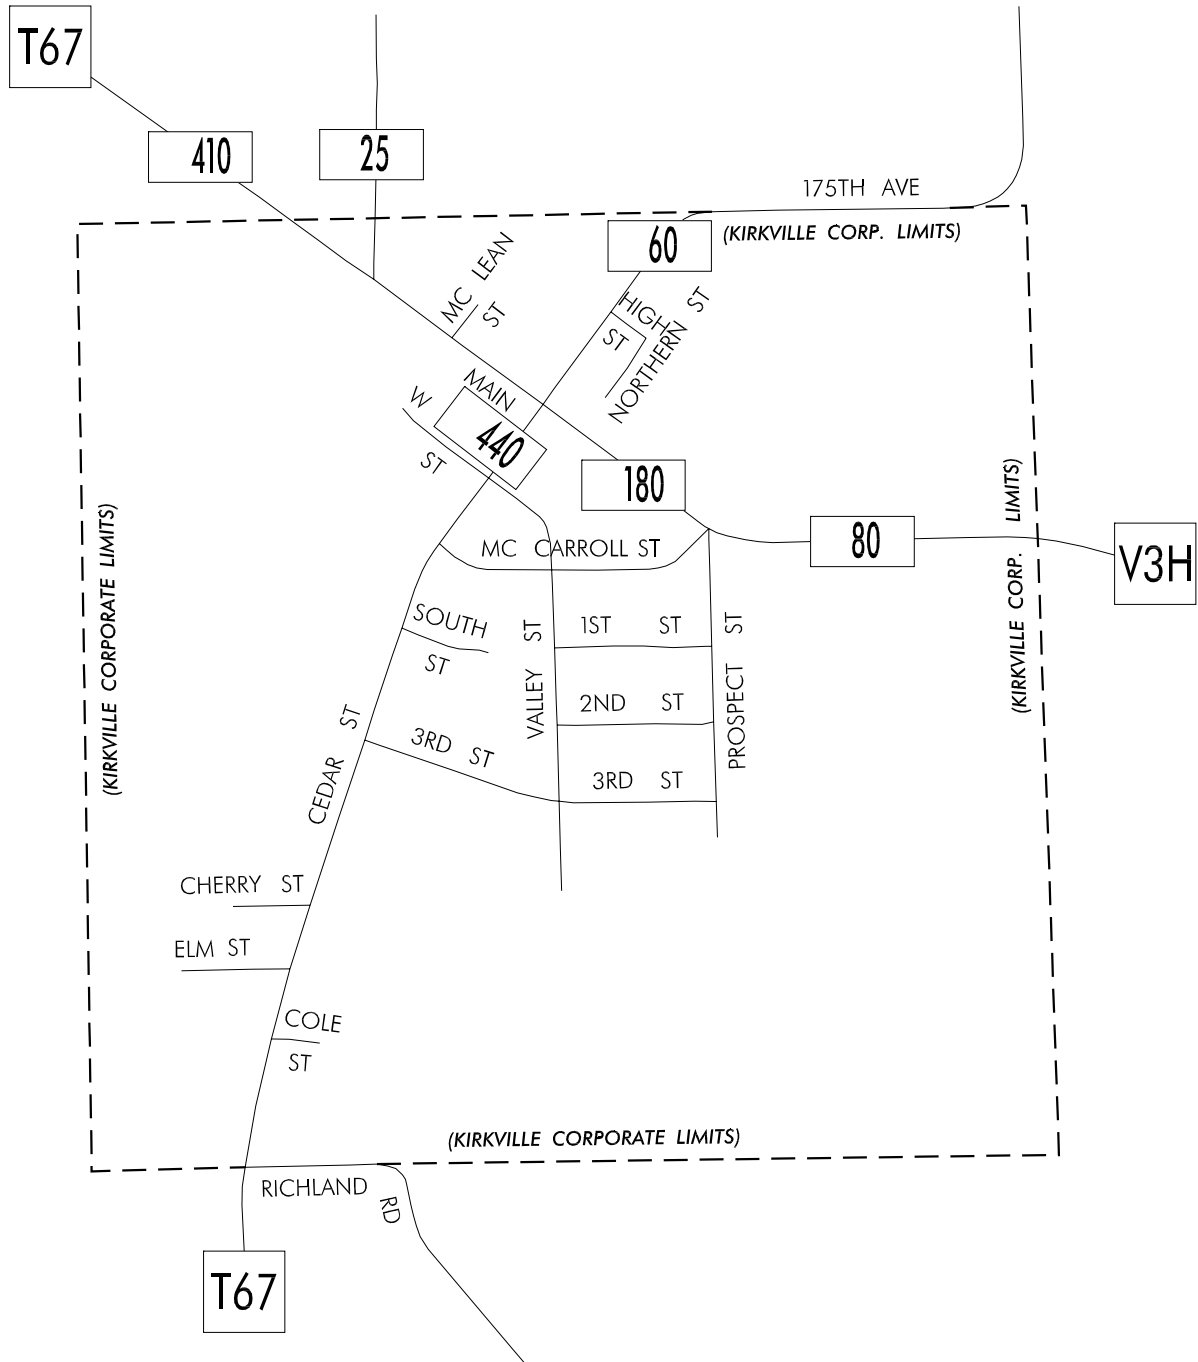 T67
410
25
175TH AVE
(KIRKVILLE CORP. LIMITS)
60
MC LEAN
ST
HIGH
ST
NORTHERN ST
MAIN
W
ST
440
180
80
V3H
(KIRKVILLE CORP. LIMITS)
(KIRKVILLE CORPORATE LIMITS)
MC CARROLL ST
SOUTH
ST
VALLEY ST
1ST ST
PROSPECT ST
2ND ST
CEDAR ST
3RD ST
3RD ST
CHERRY ST
ELM ST
COLE
ST
(KIRKVILLE CORPORATE LIMITS)
RICHLAND
RD
T67